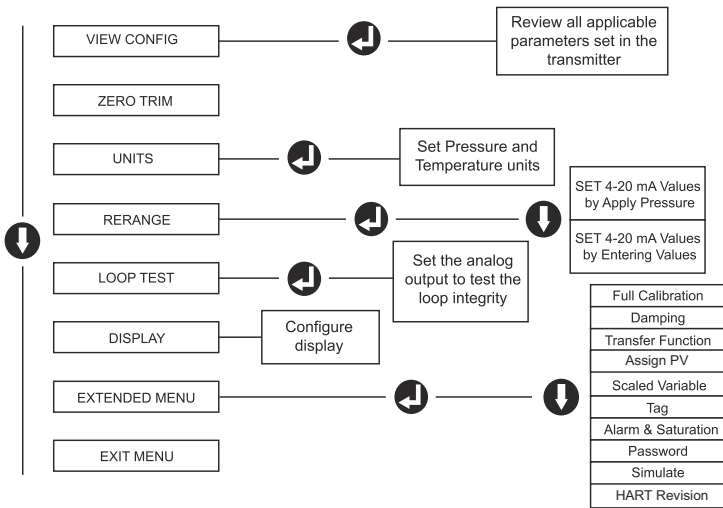 VIEW CONFIG
Review all applicable
parameters set in the
transmitter
ZERO TRIM
UNITS
Set Pressure and
Temperature units
RERANGE
SET 4-20 mA Values
by Apply Pressure
SET 4-20 mA Values
by Entering Values
LOOP TEST
Set the analog
output to test the
loop integrity
DISPLAY
Configure
display
EXTENDED MENU
Full Calibration
Damping
Transfer Function
Assign PV
Scaled Variable
Tag
Alarm & Saturation
Password
Simulate
HART Revision
EXIT MENU